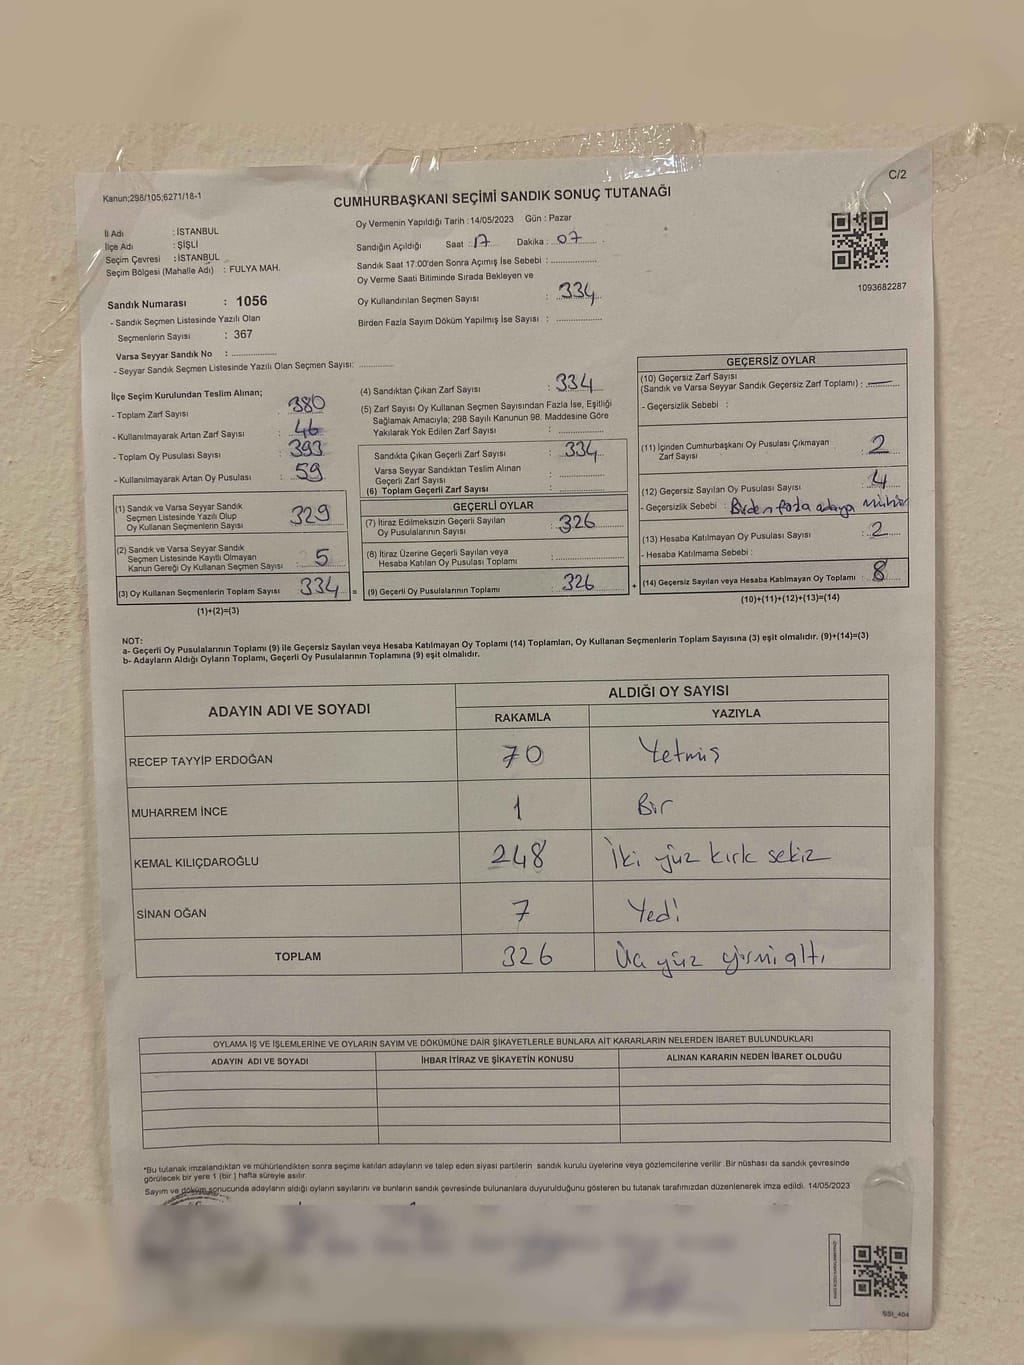 Kanun;298/105;6271/18-1
C/2
CUMHURBAŞKANI SEÇİMİ SANDIK SONUÇ TUTANAĞI
Oy Vermenin Yapıldığı Tarih : 14/05/2023 Gün : Pazar
İl Adı : İSTANBUL
İlçe Adı : ŞİŞLİ
Seçim Çevresi : İSTANBUL
Seçim Bölgesi (Mahalle Adı) : FULYA MAH.
Sandığın Açıldığı Saat : 17 Dakika : 07
Sandık Saat 17:00'den Sonra Açımış İse Sebebi :
Oy Verme Saati Bitiminde Sırada Bekleyen ve
Oy Kullandırılan Seçmen Sayısı : 334
Birden Fazla Sayım Döküm Yapılmış İse Sayısı :
1093682287
Sandık Numarası : 1056
- Sandık Seçmen Listesinde Yazılı Olan
Seçmenlerin Sayısı : 367
Varsa Seyyar Sandık No :
- Seyyar Sandık Seçmen Listesinde Yazılı Olan Seçmen Sayısı:
İlçe Seçim Kurulundan Teslim Alınan;
- Toplam Zarf Sayısı : 380
- Kullanılmayarak Artan Zarf Sayısı : 46
- Toplam Oy Pusulası Sayısı : 393
- Kullanılmayarak Artan Oy Pusulası : 59
(1) Sandık ve Varsa Seyyar Sandık
Seçmen Listesinde Yazılı Olup
Oy Kullanan Seçmenlerin Sayısı 329
(2) Sandık ve Varsa Seyyar Sandık
Seçmen Listesinde Kayıtlı Olmayan
Kanun Gereği Oy Kullanan Seçmen Sayısı : 5
(3) Oy Kullanan Seçmenlerin Toplam Sayısı 334 =
(1)+(2)=(3)
(4) Sandıktan Çıkan Zarf Sayısı : 334
(5) Zarf Sayısı Oy Kullanan Seçmen Sayısından Fazla İse, Eşitliği
Sağlamak Amacıyla; 298 Sayılı Kanunun 98. Maddesine Göre
Yakılarak Yok Edilen Zarf Sayısı :
Sandıkta Çıkan Geçerli Zarf Sayısı : 334
Varsa Seyyar Sandıktan Teslim Alınan
Geçerli Zarf Sayısı :
(6) Toplam Geçerli Zarf Sayısı :
GEÇERLİ OYLAR
(7) İtiraz Edilmeksizin Geçerli Sayılan
Oy Pusulalarının Sayısı : 326
(8) İtiraz Üzerine Geçerli Sayılan veya
Hesaba Katılan Oy Pusulası Toplamı :
(9) Geçerli Oy Pusulalarının Toplamı 326 +
GEÇERSİZ OYLAR
(10) Geçersiz Zarf Sayısı
(Sandık ve Varsa Seyyar Sandık Geçersiz Zarf Toplamı) : —
- Geçersizlik Sebebi :
(11) İçinden Cumhurbaşkanı Oy Pusulası Çıkmayan
Zarf Sayısı : 2
(12) Geçersiz Sayılan Oy Pusulası Sayısı : 4
- Geçersizlik Sebebi : Birden fazla adaya mühür
(13) Hesaba Katılmayan Oy Pusulası Sayısı : 2
- Hesaba Katılmama Sebebi :
(14) Geçersiz Sayılan veya Hesaba Katılmayan Oy Toplamı : 8
(10)+(11)+(12)+(13)=(14)
NOT:
a- Geçerli Oy Pusulalarının Toplamı (9) ile Geçersiz Sayılan veya Hesaba Katılmayan Oy Toplamı (14) Toplamları, Oy Kullanan Seçmenlerin Toplam Sayısına (3) eşit olmalıdır. (9)+(14)=(3)
b- Adayların Aldığı Oyların Toplamı, Geçerli Oy Pusulalarının Toplamına (9) eşit olmalıdır.
ADAYIN ADI VE SOYADI
ALDIĞI OY SAYISI
RAKAMLA YAZIYLA
RECEP TAYYİP ERDOĞAN 70 Yetmiş
MUHARREM İNCE 1 Bir
KEMAL KILIÇDAROĞLU 248 İki yüz kırk sekiz
SİNAN OĞAN 7 Yedi
TOPLAM 326 Üç yüz yirmi altı
OYLAMA İŞ VE İŞLEMLERİNE VE OYLARIN SAYIM VE DÖKÜMÜNE DAİR ŞİKAYETLERLE BUNLARA AİT KARARLARIN NELERDEN İBARET BULUNDUKLARI
ADAYIN ADI VE SOYADI İHBAR İTİRAZ VE ŞİKAYETİN KONUSU ALINAN KARARIN NEDEN İBARET OLDUĞU
*Bu tutanak imzalandıktan ve mühürlendikten sonra seçime katılan adayların ve talep eden siyasi partilerin sandık kurulu üyelerine veya gözlemcilerine verilir. Bir nüshası da sandık çevresinde
görülecek bir yere 1 (bir) hafta süreyle asılır.
Sayım ve döküm sonucunda adayların aldığı oyların sayılarını ve bunların sandık çevresinde bulunanlara duyurulduğunu gösteren bu tutanak tarafımızdan düzenlenerek imza edildi. 14/05/2023
SSt_404